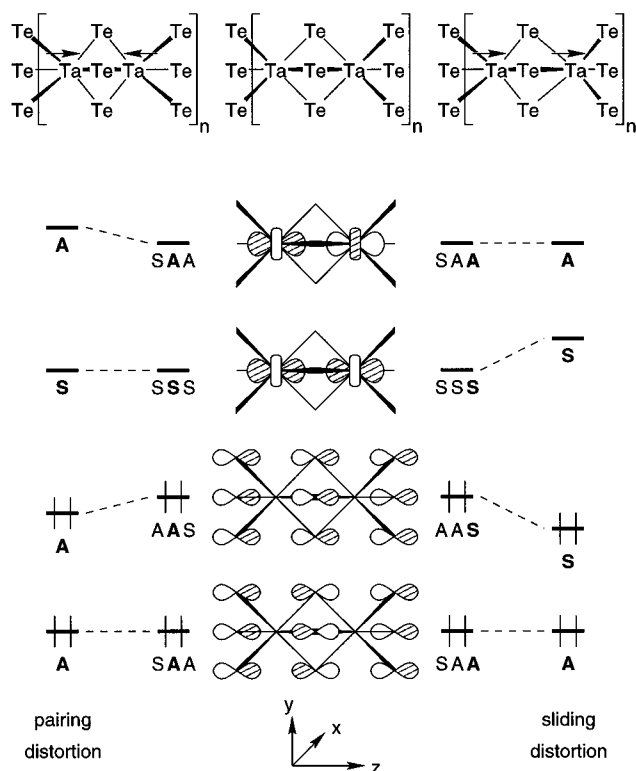 Te Te Te Te Te Te Te Te Te
Te Ta Te Ta Te Te Ta Te Ta Te Te Ta Te Ta Te
Te Te Te Te Te Te Te Te Te
n n n
A SAA SAA A
S SSS SSS S
A AAS AAS S
A SAA SAA A
pairing
distortion
y
x
z
sliding
distortion